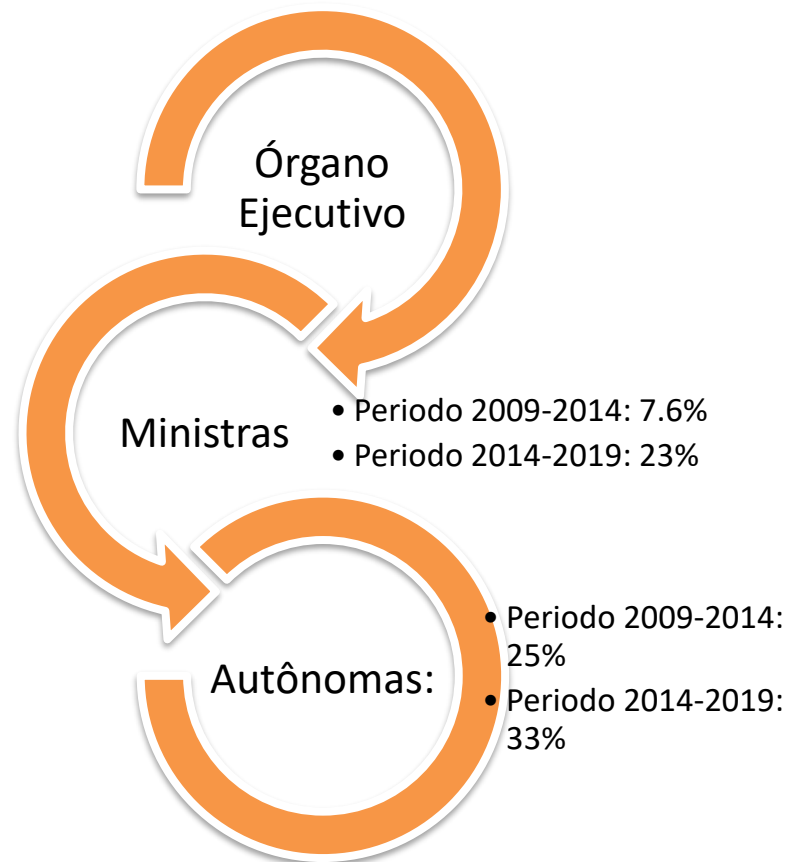 Órgano
Ejecutivo
Ministras
• Periodo 2009-2014: 7.6%
• Periodo 2014-2019: 23%
Autônomas:
• Periodo 2009-2014:
25%
• Periodo 2014-2019:
33%